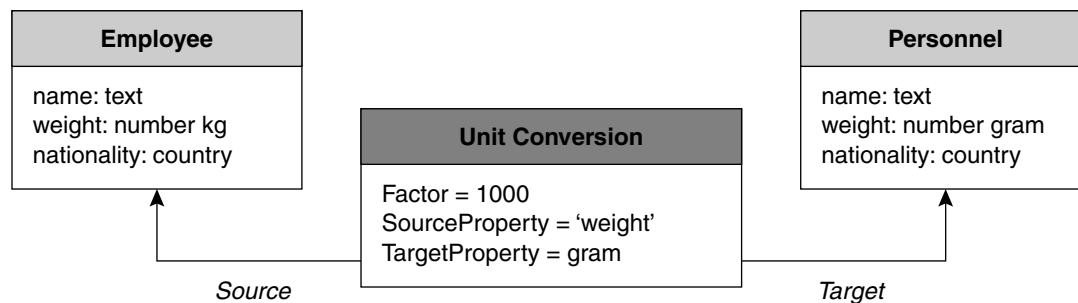 Employee
name: text
weight: number kg
nationality: country
Unit Conversion
Factor = 1000
SourceProperty = ‘weight’
TargetProperty = gram
Personnel
name: text
weight: number gram
nationality: country
Source
Target